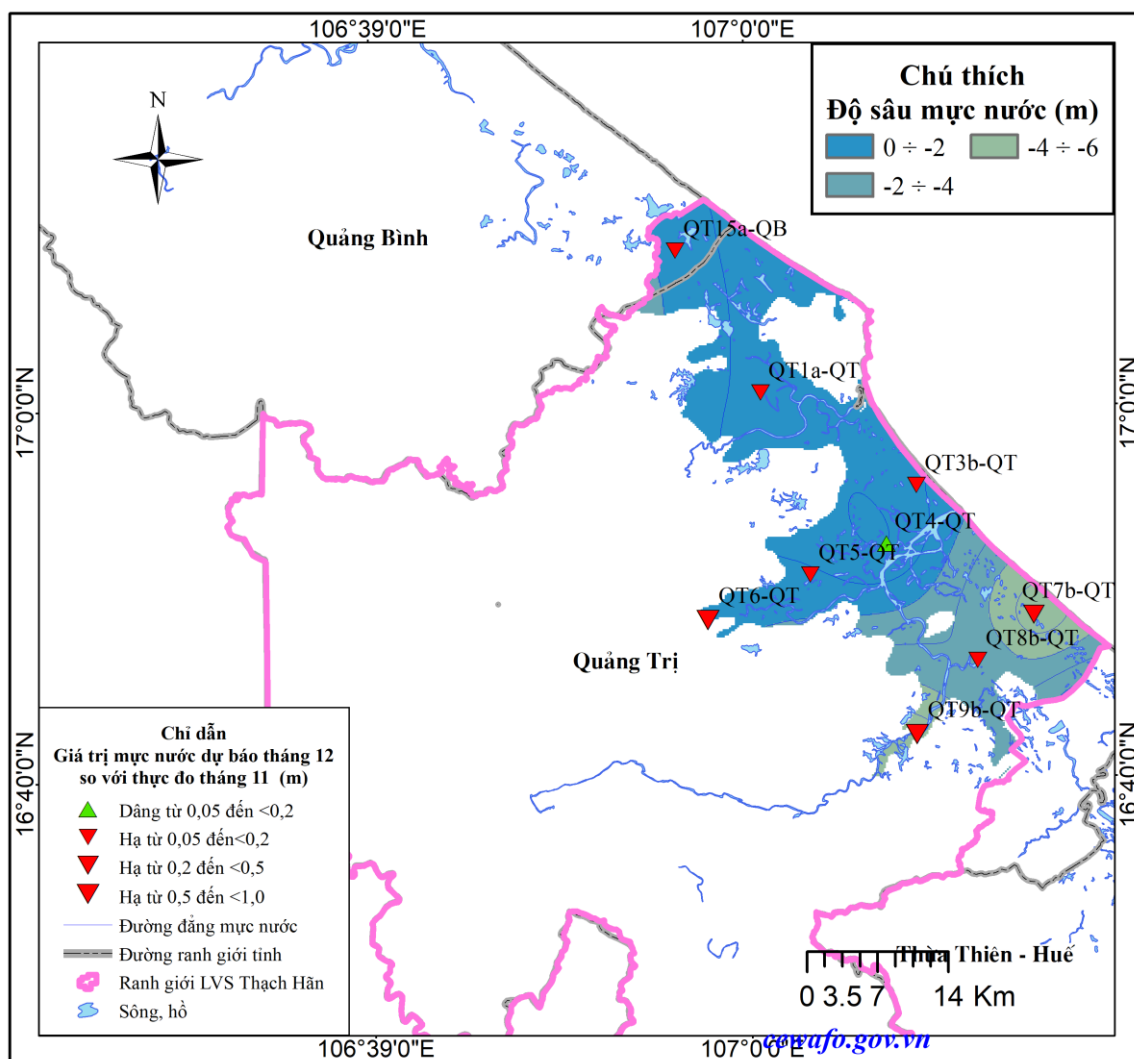 106°39'0"E
107°0'0"E
N
Chú thích
Độ sâu mực nước (m)
0 ÷ -2
-4 ÷ -6
-2 ÷ -4
Quảng Bình
QT15a-QB
17°0'0"N
17°0'0"N
QT1a-QT
QT3b-QT
QT4-QT
QT5-QT
QT6-QT
QT7b-QT
QT8b-QT
Quảng Trị
QT9b-QT
16°40'0"N
16°40'0"N
Chỉ dẫn
Giá trị mực nước dự báo tháng 12
so với thực đo tháng 11 (m)
Dâng từ 0,05 đến <0,2
Hạ từ 0,05 đến<0,2
Hạ từ 0,2 đến <0,5
Hạ từ 0,5 đến <1,0
Đường đẳng mực nước
Đường ranh giới tỉnh
Ranh giới LVS Thạch Hãn
Sông, hồ
Thừa Thiên - Huế
0 3.5 7 14 Km
cewafo.gov.vn
106°39'0"E
107°0'0"E